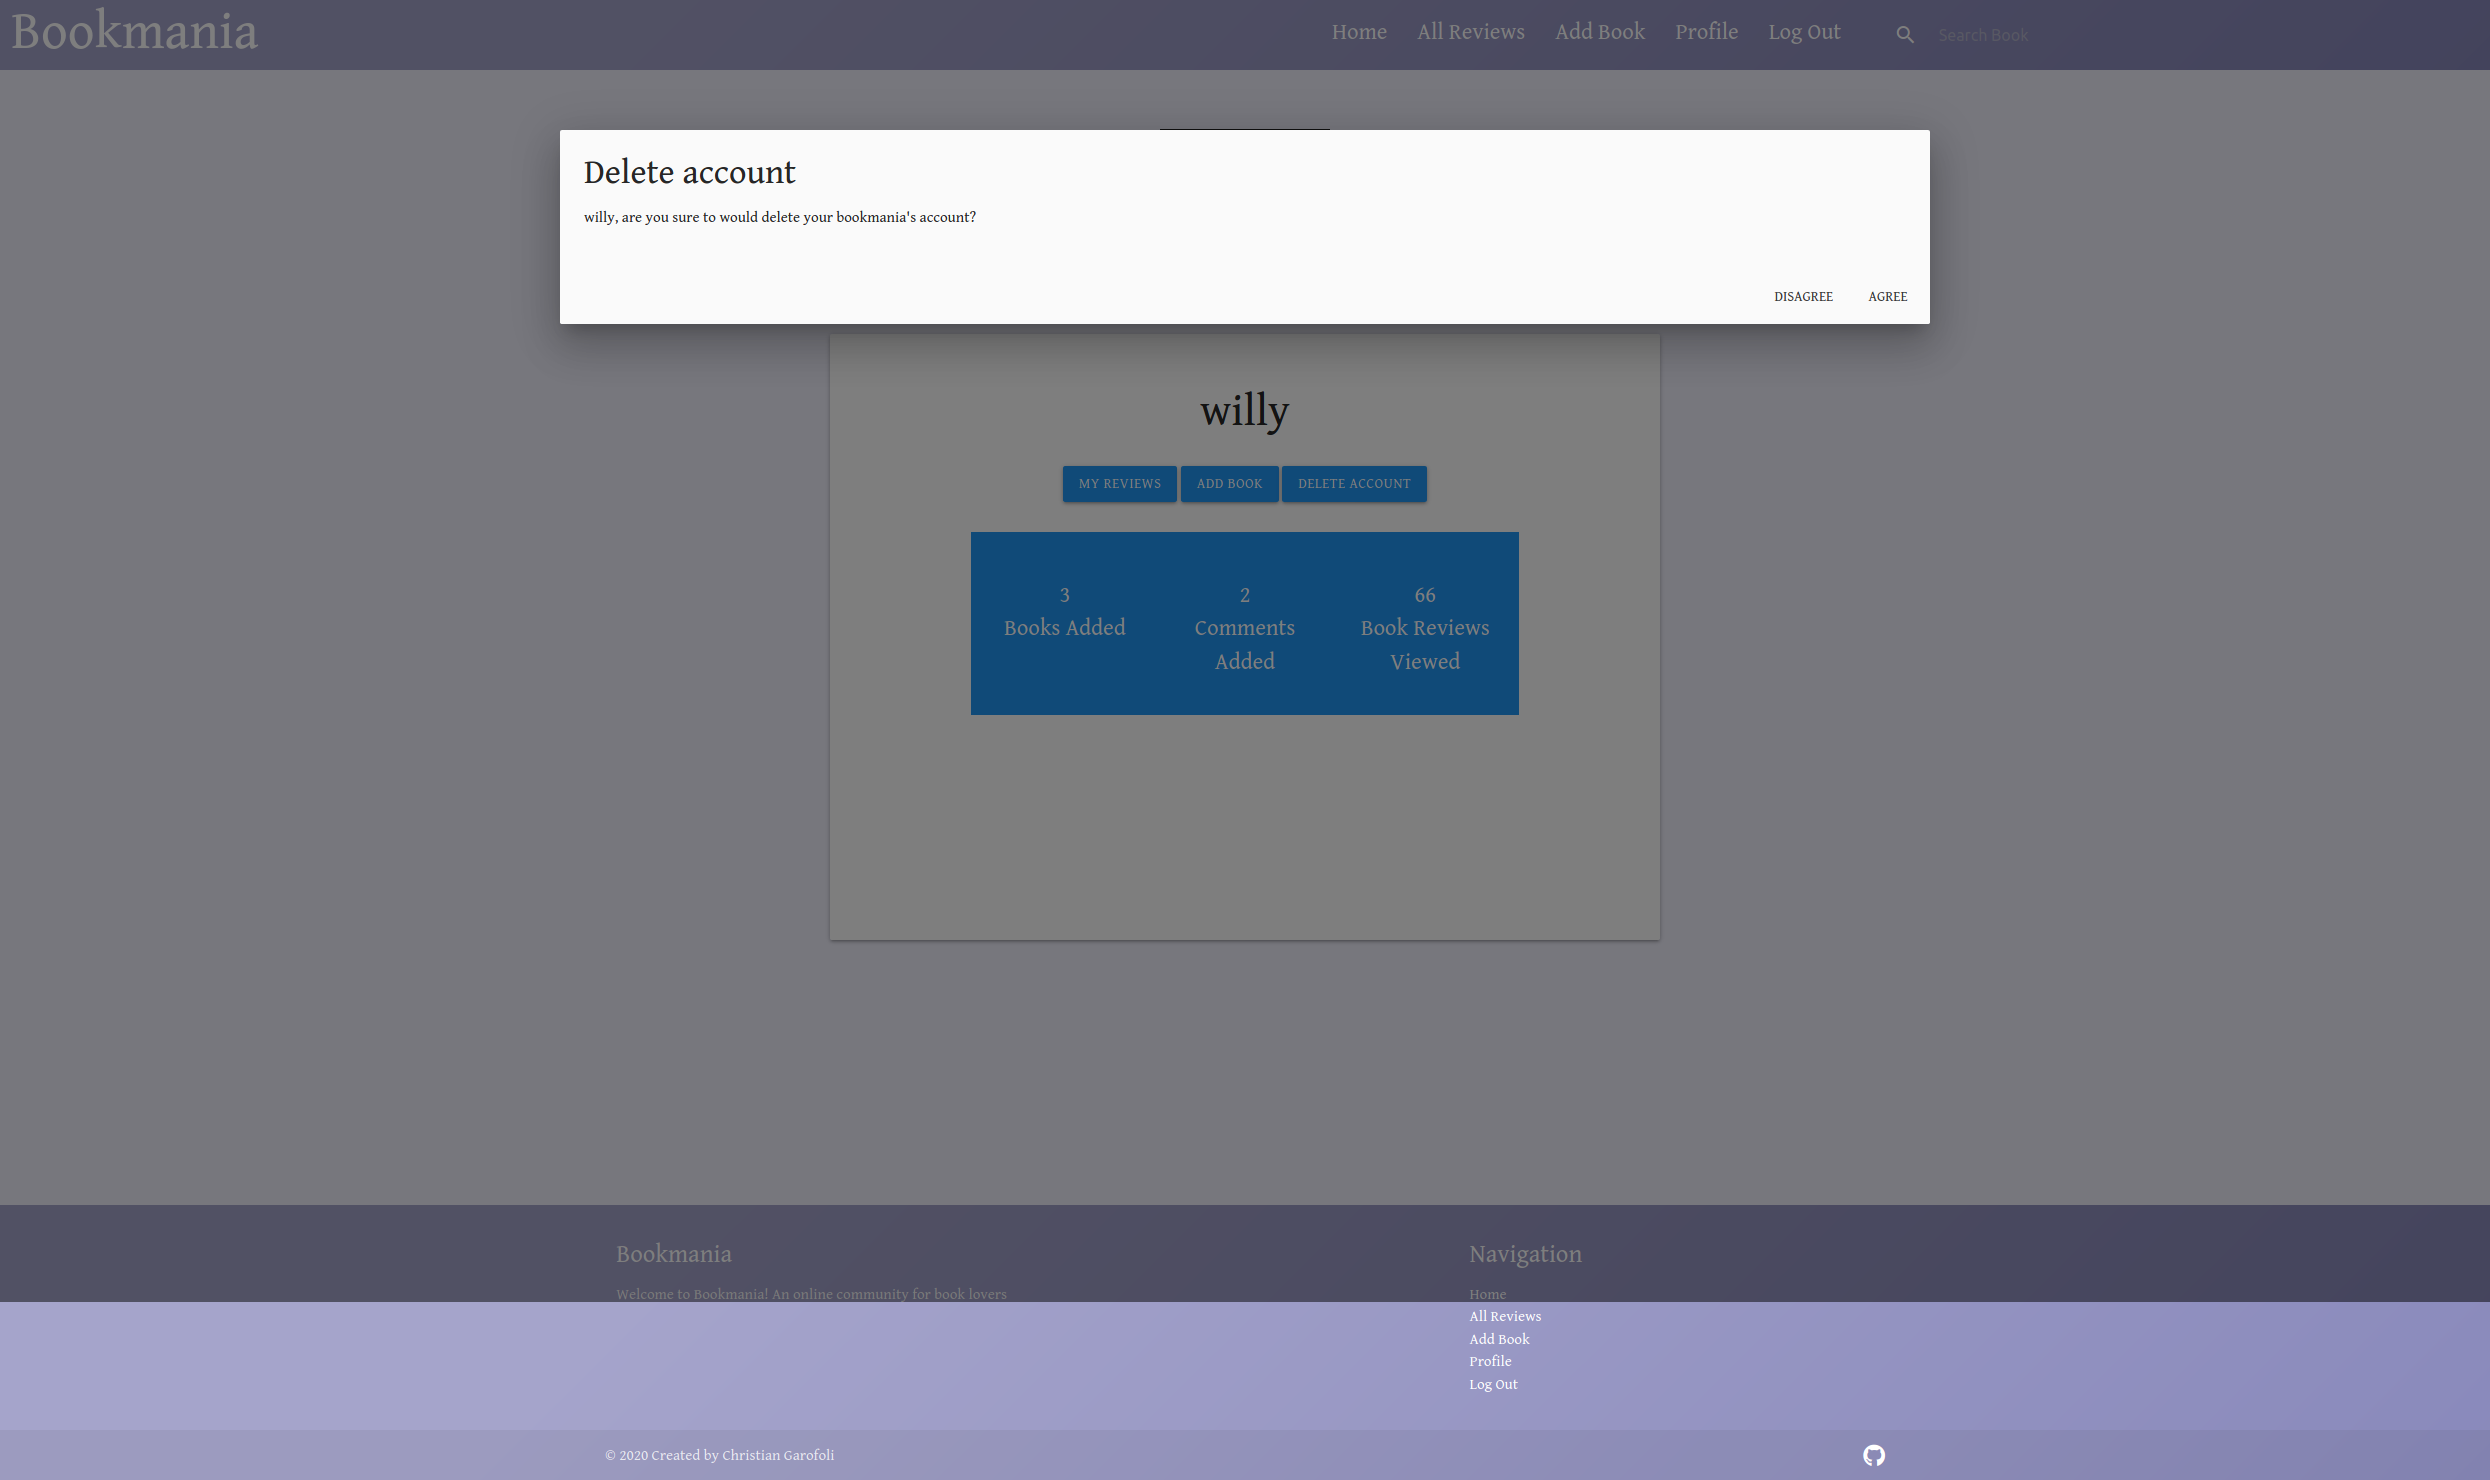 Bookmania
Home All Reviews Add Book Profile Log Out Search Book
Delete account
willy, are you sure to would delete your bookmania's account?
DISAGREE AGREE
willy
MY REVIEWS ADD BOOK DELETE ACCOUNT
3
Books Added
2
Comments
Added
66
Book Reviews
Viewed
Bookmania
Welcome to Bookmania! An online community for book lovers
Navigation
Home
All Reviews
Add Book
Profile
Log Out
© 2020 Created by Christian Garofoli